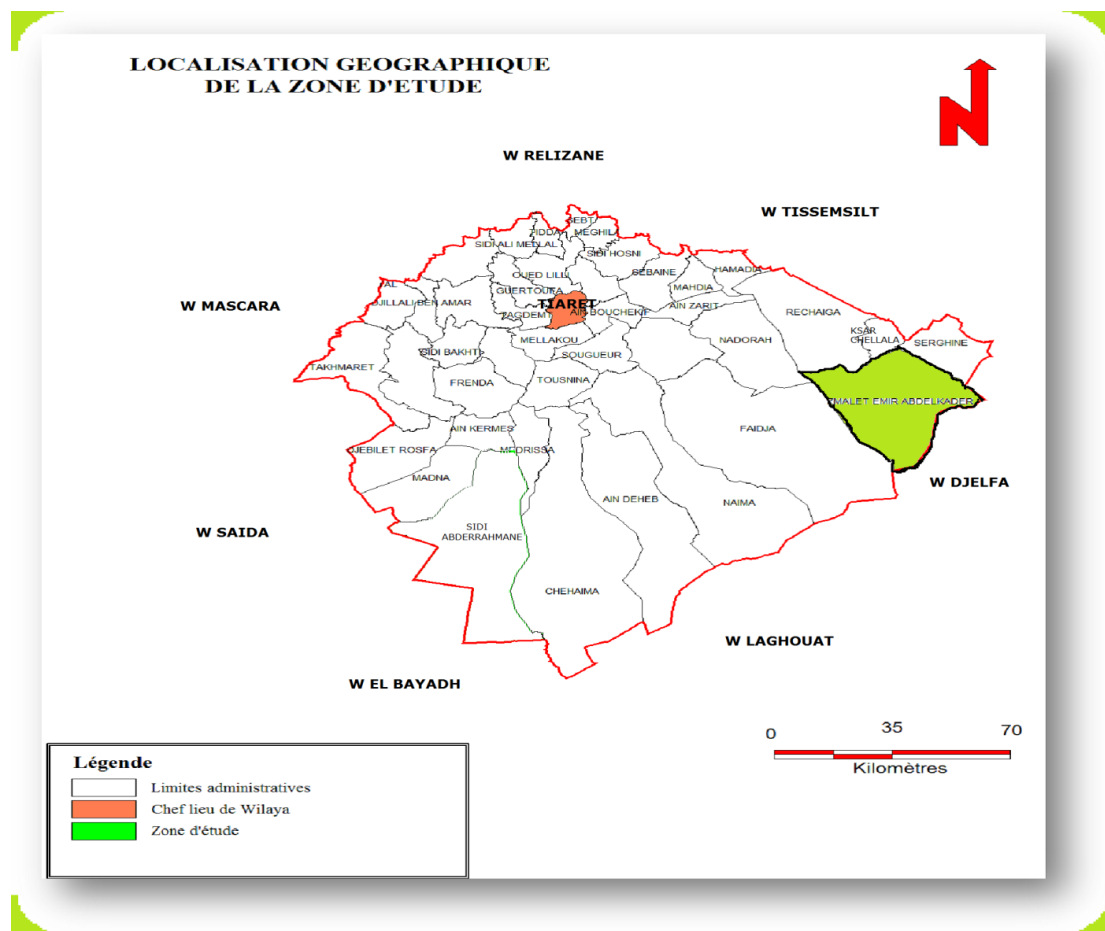 LOCALISATION GEOGRAPHIQUE
DE LA ZONE D'ETUDE
N
W RELIZANE
W TISSEMSILT
W MASCARA
W SAIDA
W EL BAYADH
W LAGHOUAT
W DJELFA
MEGHILA
SIDI ALI MELLAL
SIDI HOSNI
OUED LILLI
SEBAINE
HAMADIA
GUERTOUFA
MAHDIA
DJILLALI BEN AMAR
TIARET
AIN BOUCHEKIF
AIN ZARIT
RECHAIGA
TAGDEMT
KSAR
CHELLALA
SERGHINE
MELLAKOU
NADORAH
SIDI BAKHTI
SOUGUEUR
TAKHMARET
FRENDA
TOUSNINA
ZMALET EMIR ABDELKADER
AIN KERMES
FAIDJA
DJEBILET ROSFA
MEDRISSA
MADNA
AIN DEHEB
NAIMA
SIDI
ABDERRAHMANE
CHEHAIMA
0 35 70
Kilomètres
Légende
Limites administratives
Chef lieu de Wilaya
Zone d'étude